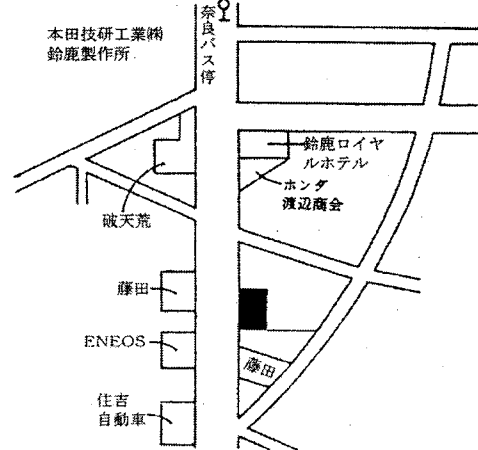 本田技研工業㈱
鈴鹿製作所
奈良バス停
鈴鹿ロイヤ
ルホテル
ホンダ
渡辺商会
破天荒
藤田
ENEOS
藤田
住吉
自動車